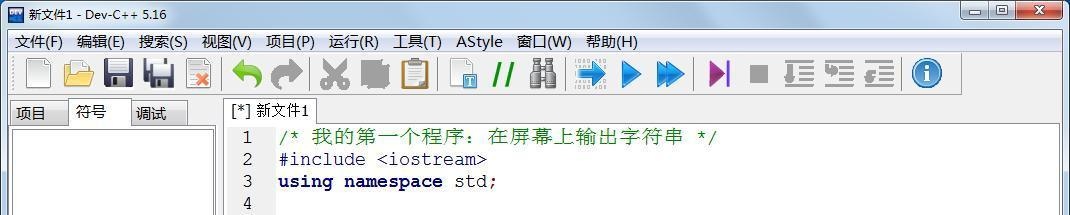 新文件1 - Dev-C++ 5.16
文件(F) 编辑(E) 搜索(S) 视图(V) 项目(P) 运行(R) 工具(T) AStyle 窗口(W) 帮助(H)
项目 符号 调试 [*] 新文件1
1 /* 我的第一个程序：在屏幕上输出字符串 */
2 #include <iostream>
3 using namespace std;
4